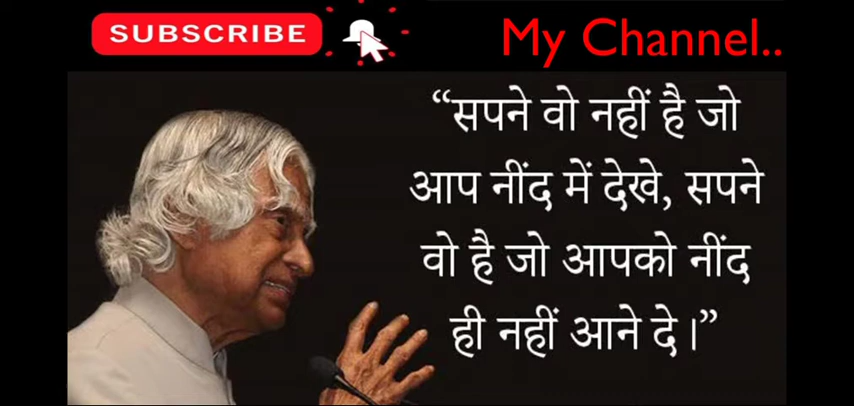 SUBSCRIBE
My Channel..
“सपने वो नहीं है जो
आप नींद में देखे, सपने
वो है जो आपको नींद
ही नहीं आने दे।”